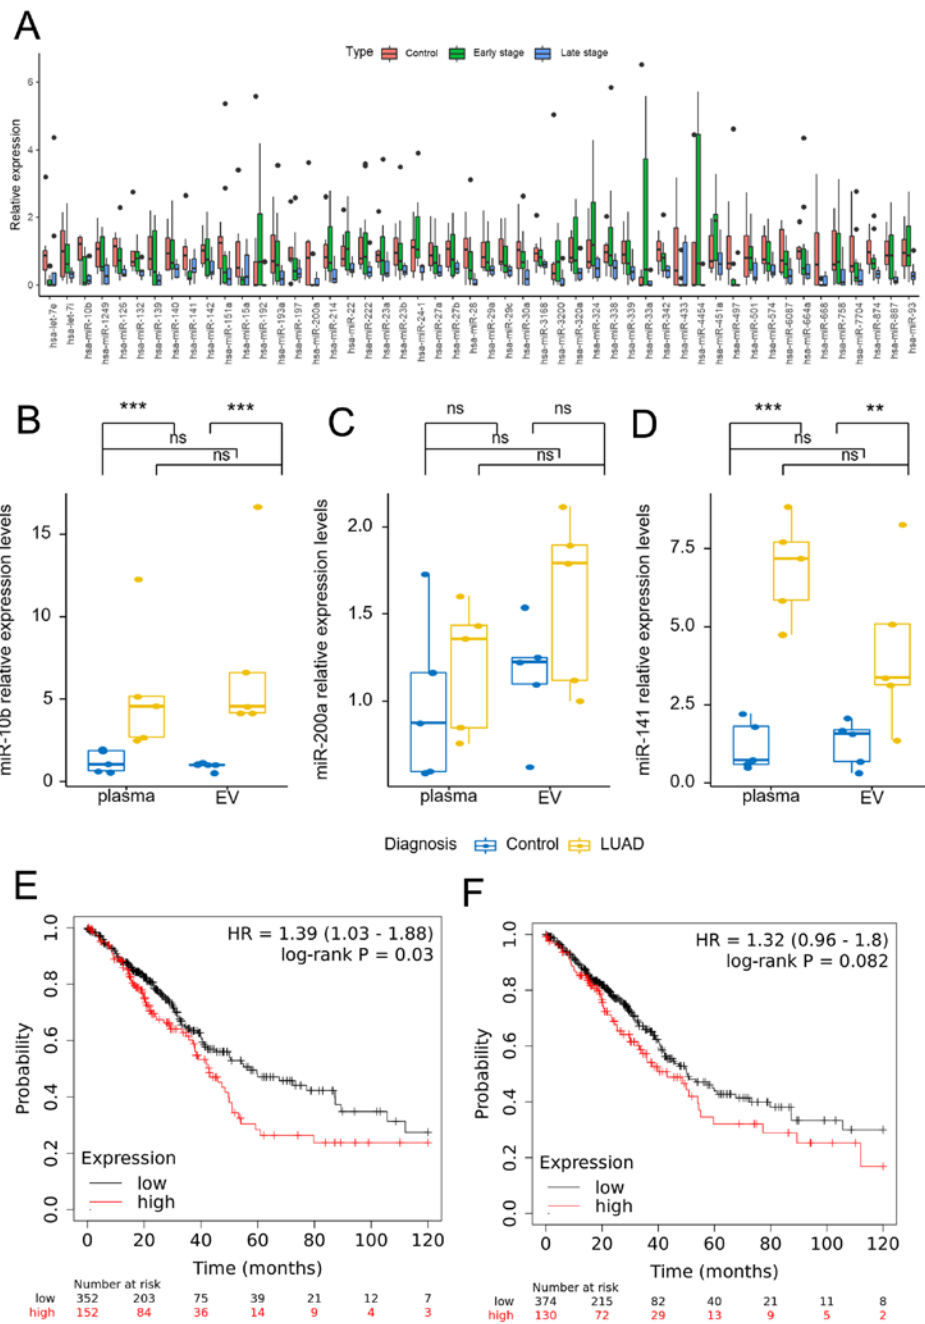 A
Type Control Early stage Late stage
Relative expression
6
4
2
0
hsa-let-7e
hsa-let-7i
hsa-miR-10b
hsa-miR-1249
hsa-miR-126
hsa-miR-132
hsa-miR-139
hsa-miR-140
hsa-miR-141
hsa-miR-142
hsa-miR-151a
hsa-miR-15a
hsa-miR-192
hsa-miR-193a
hsa-miR-197
hsa-miR-200a
hsa-miR-214
hsa-miR-22
hsa-miR-222
hsa-miR-23a
hsa-miR-23b
hsa-miR-24-1
hsa-miR-27a
hsa-miR-27b
hsa-miR-28
hsa-miR-29a
hsa-miR-29c
hsa-miR-30a
hsa-miR-3168
hsa-miR-3200
hsa-miR-320a
hsa-miR-324
hsa-miR-338
hsa-miR-339
hsa-miR-33a
hsa-miR-342
hsa-miR-433
hsa-miR-4454
hsa-miR-451a
hsa-miR-497
hsa-miR-501
hsa-miR-574
hsa-miR-6087
hsa-miR-664a
hsa-miR-668
hsa-miR-758
hsa-miR-7704
hsa-miR-874
hsa-miR-887
hsa-miR-93
B
*** ***
ns
ns
miR-10b relative expression levels
15
10
5
0
plasma EV
C
ns ns
ns
ns
miR-200a relative expression levels
2.0
1.5
1.0
plasma EV
D
*** **
ns
ns
miR-141 relative expression levels
7.5
5.0
2.5
0.0
plasma EV
Diagnosis Control LUAD
E
HR = 1.39 (1.03 - 1.88)
log-rank P = 0.03
Probability
1.0
0.8
0.6
0.4
0.2
0.0
Expression
low
high
0 20 40 60 80 100 120
Time (months)
Number at risk
low 352 203 75 39 21 12 7
high 152 84 36 14 9 4 3
F
HR = 1.32 (0.96 - 1.8)
log-rank P = 0.082
Probability
1.0
0.8
0.6
0.4
0.2
0.0
Expression
low
high
0 20 40 60 80 100 120
Time (months)
Number at risk
low 374 215 82 40 21 11 8
high 130 72 29 13 9 5 2